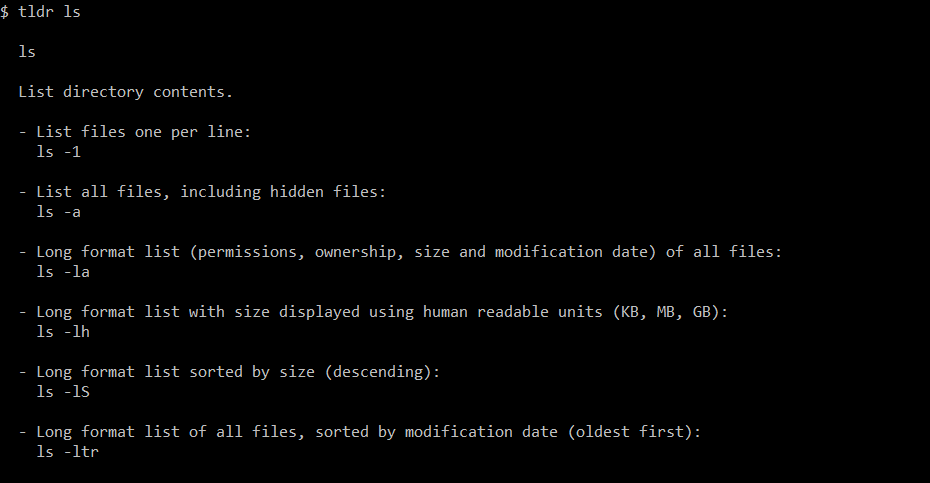 $ tldr ls
ls
List directory contents.
- List files one per line:
ls -1
- List all files, including hidden files:
ls -a
- Long format list (permissions, ownership, size and modification date) of all files:
ls -la
- Long format list with size displayed using human readable units (KB, MB, GB):
ls -lh
- Long format list sorted by size (descending):
ls -lS
- Long format list of all files, sorted by modification date (oldest first):
ls -ltr